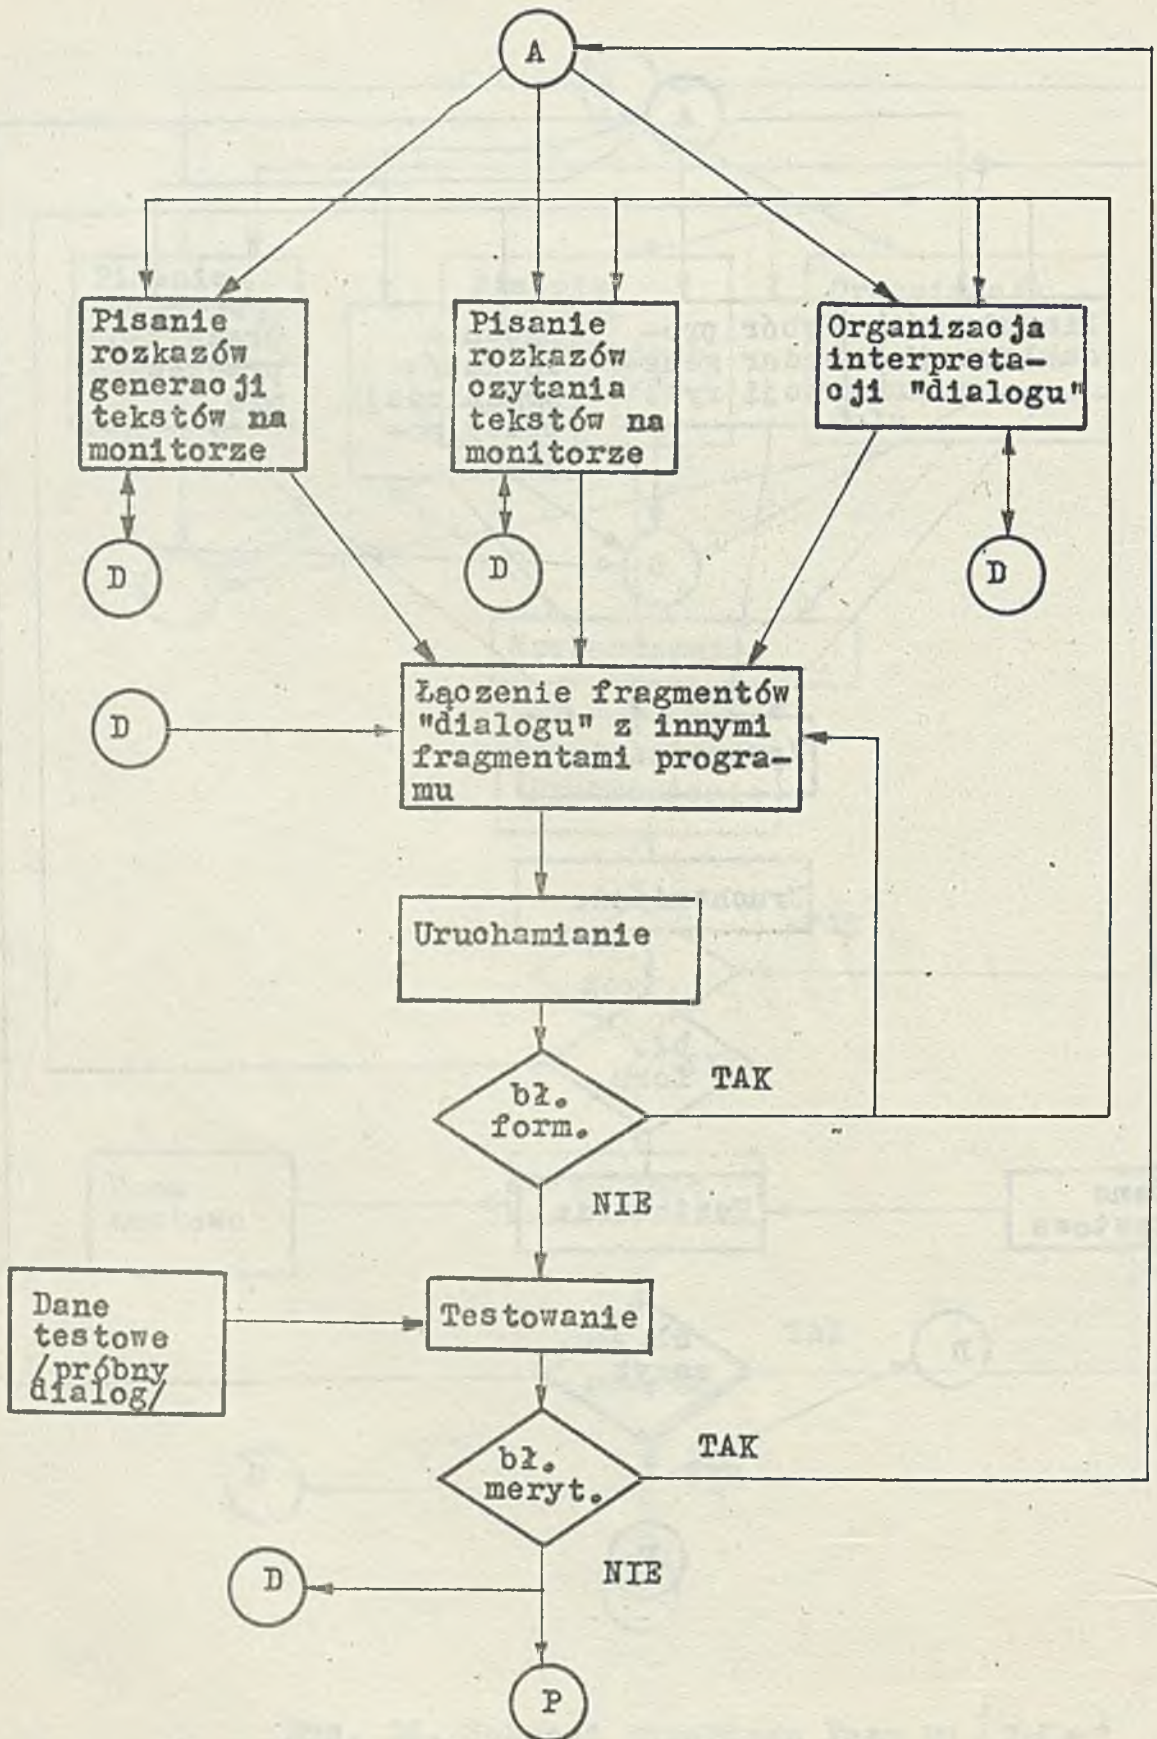 A
Pisanie
rozkazów
generacji
tekstów na
monitorze
Pisanie
rozkazów
czytania
tekstów na
monitorze
Organizacja
interpreta-
cji "dialogu"
D
D
D
D
Łączenie fragmentów
"dialogu" z innymi
fragmentami progra-
mu
Uruchamianie
bł.
form.
TAK
NIE
Dane
testowe
/próbny
dialog/
Testowanie
bł.
meryt.
TAK
NIE
D
P